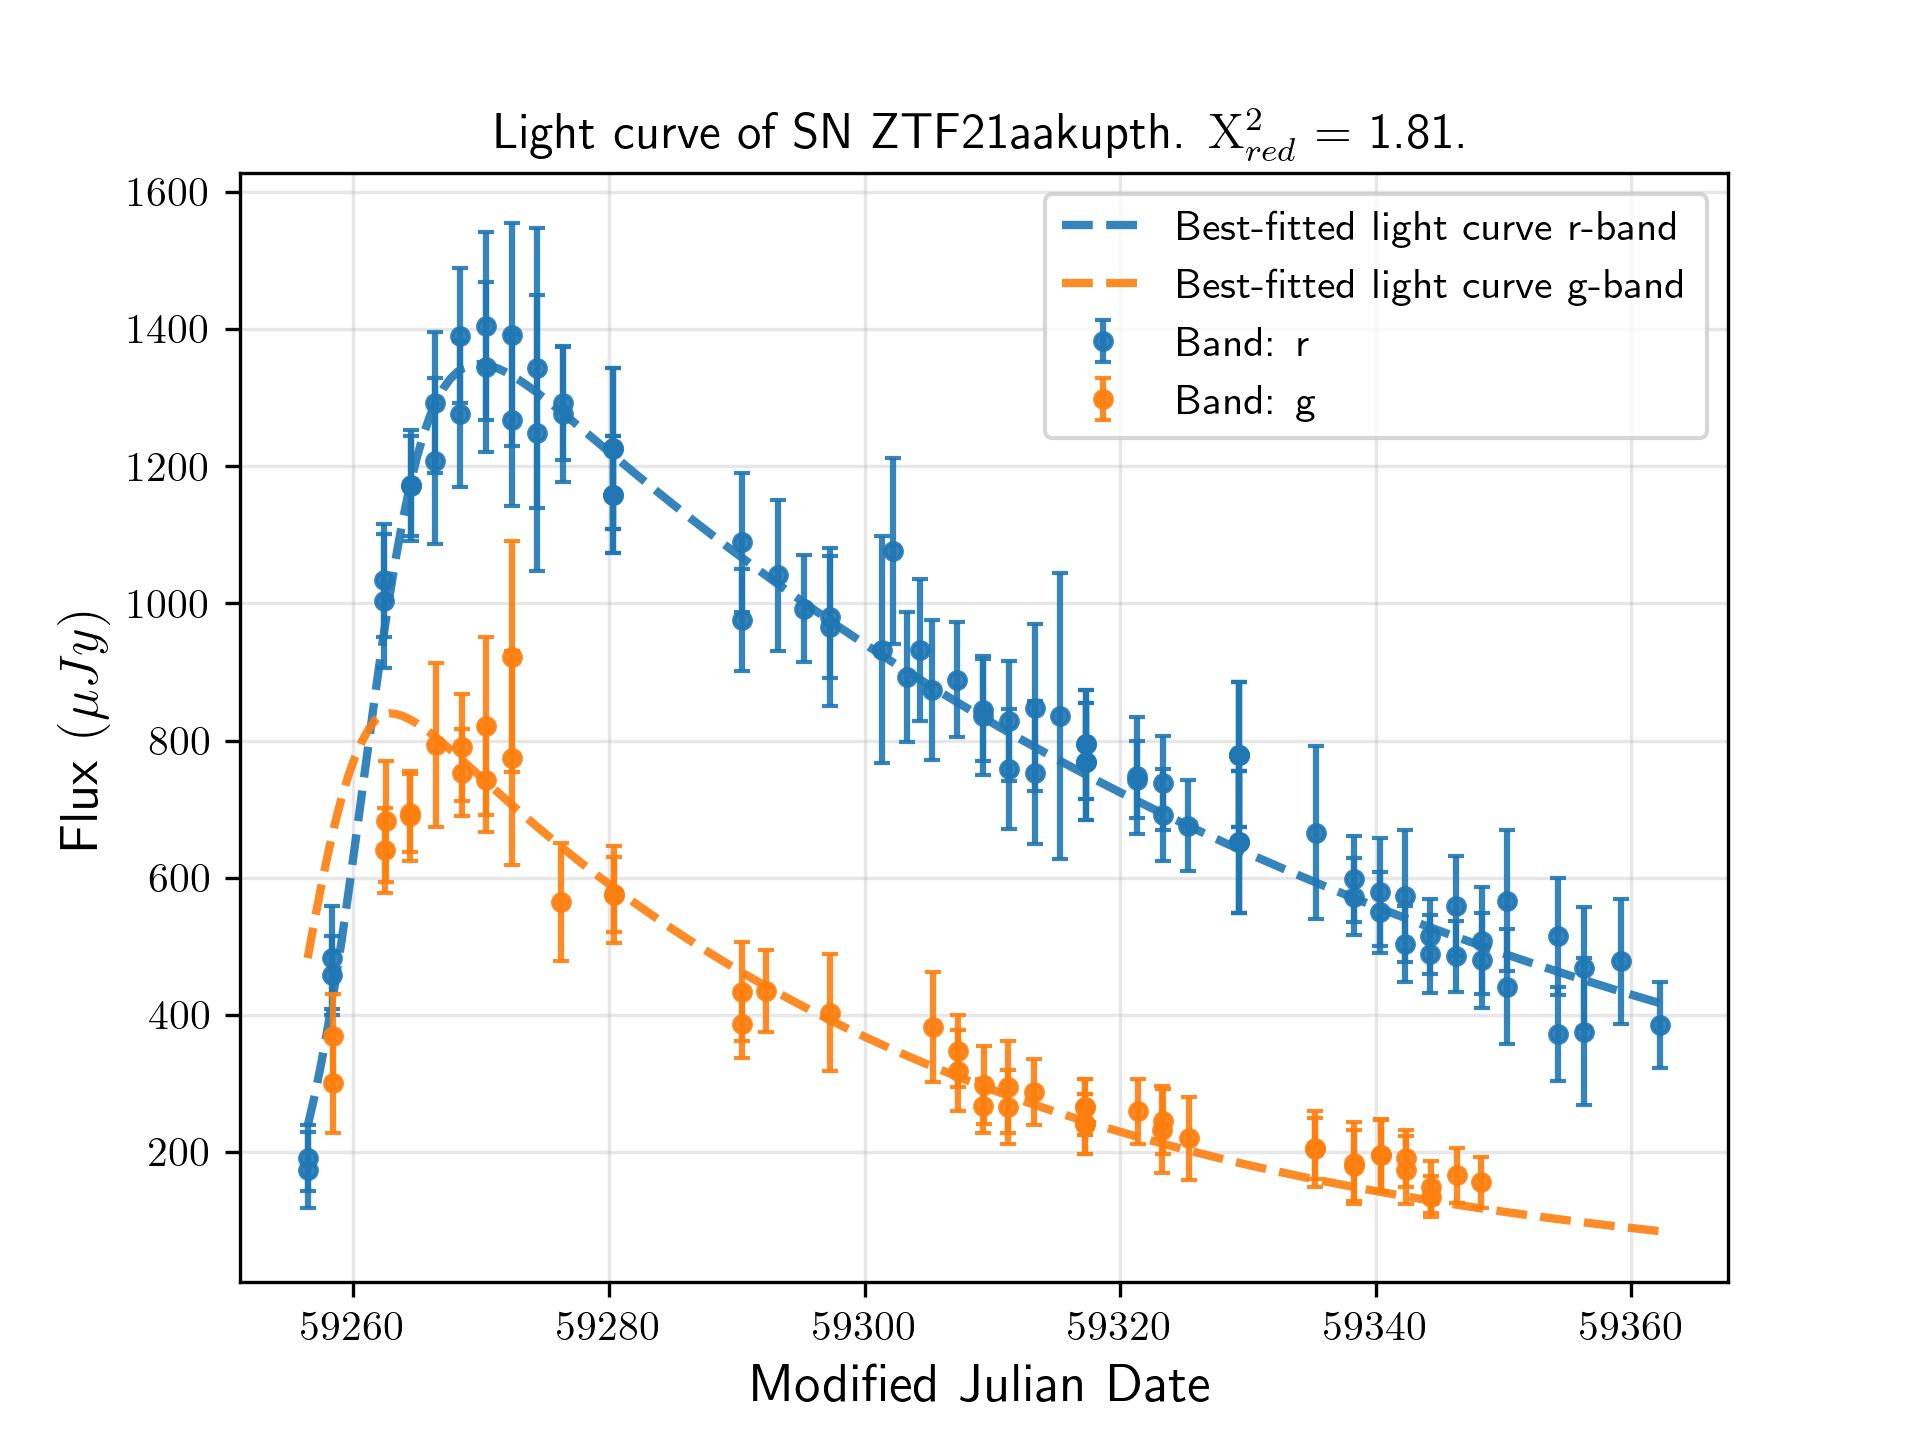 Light curve of SN ZTF21aakupth. X²_red = 1.81.
1600
1400
1200
1000
800
600
400
200
Flux (μJy)
Best-fitted light curve r-band
Best-fitted light curve g-band
Band: r
Band: g
59260 59280 59300 59320 59340 59360
Modified Julian Date